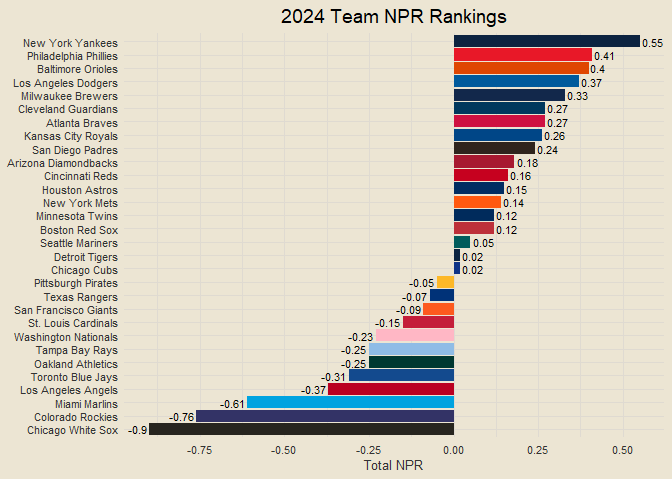 2024 Team NPR Rankings
New York Yankees 0.55
Philadelphia Phillies 0.41
Baltimore Orioles 0.4
Los Angeles Dodgers 0.37
Milwaukee Brewers 0.33
Cleveland Guardians 0.27
Atlanta Braves 0.27
Kansas City Royals 0.26
San Diego Padres 0.24
Arizona Diamondbacks 0.18
Cincinnati Reds 0.16
Houston Astros 0.15
New York Mets 0.14
Minnesota Twins 0.12
Boston Red Sox 0.12
Seattle Mariners 0.05
Detroit Tigers 0.02
Chicago Cubs 0.02
Pittsburgh Pirates -0.05
Texas Rangers -0.07
San Francisco Giants -0.09
St. Louis Cardinals -0.15
Washington Nationals -0.23
Tampa Bay Rays -0.25
Oakland Athletics -0.25
Toronto Blue Jays -0.31
Los Angeles Angels -0.37
Miami Marlins -0.61
Colorado Rockies -0.76
Chicago White Sox -0.9
-0.75 -0.50 -0.25 0.00 0.25 0.50
Total NPR